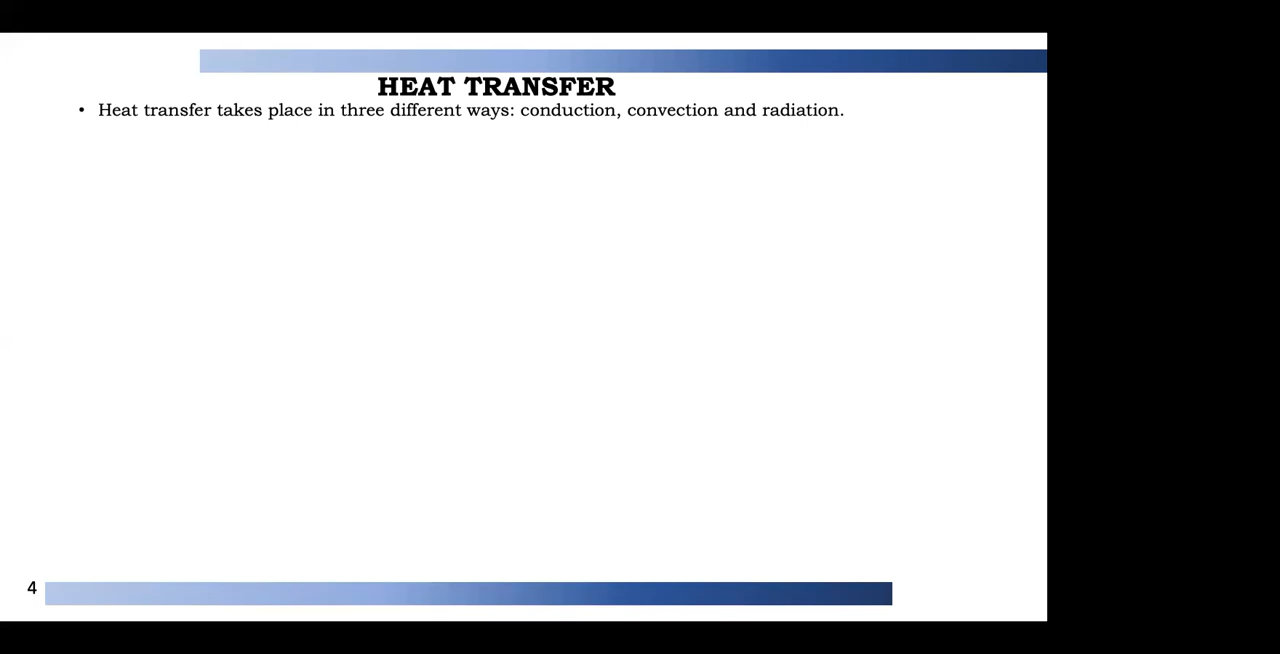 HEAT TRANSFER
• Heat transfer takes place in three different ways: conduction, convection and radiation.
4